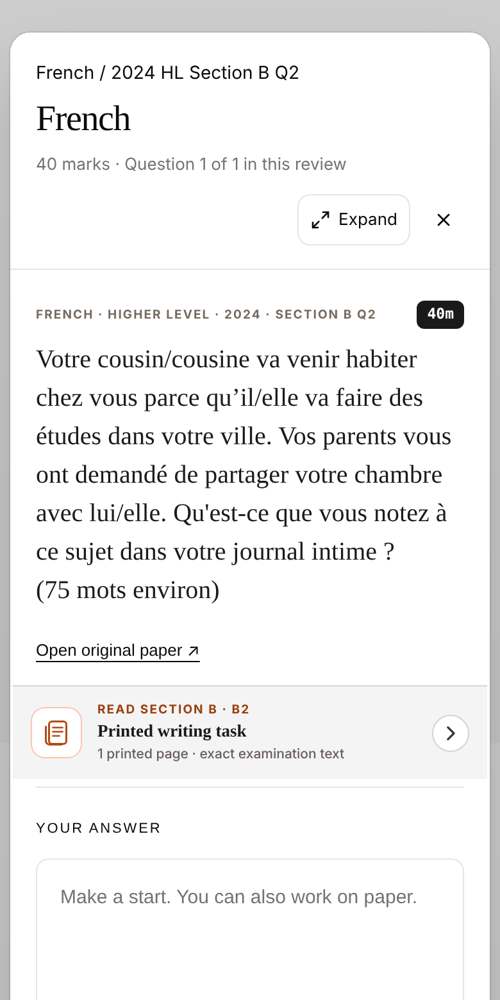 French / 2024 HL Section B Q2
French
40 marks · Question 1 of 1 in this review
Expand
FRENCH · HIGHER LEVEL · 2024 · SECTION B Q2
40m
Votre cousin/cousine va venir habiter
chez vous parce qu’il/elle va faire des
études dans votre ville. Vos parents vous
ont demandé de partager votre chambre
avec lui/elle. Qu'est-ce que vous notez à
ce sujet dans votre journal intime ?
(75 mots environ)
Open original paper ↗
READ SECTION B · B2
Printed writing task
1 printed page · exact examination text
YOUR ANSWER
Make a start. You can also work on paper.